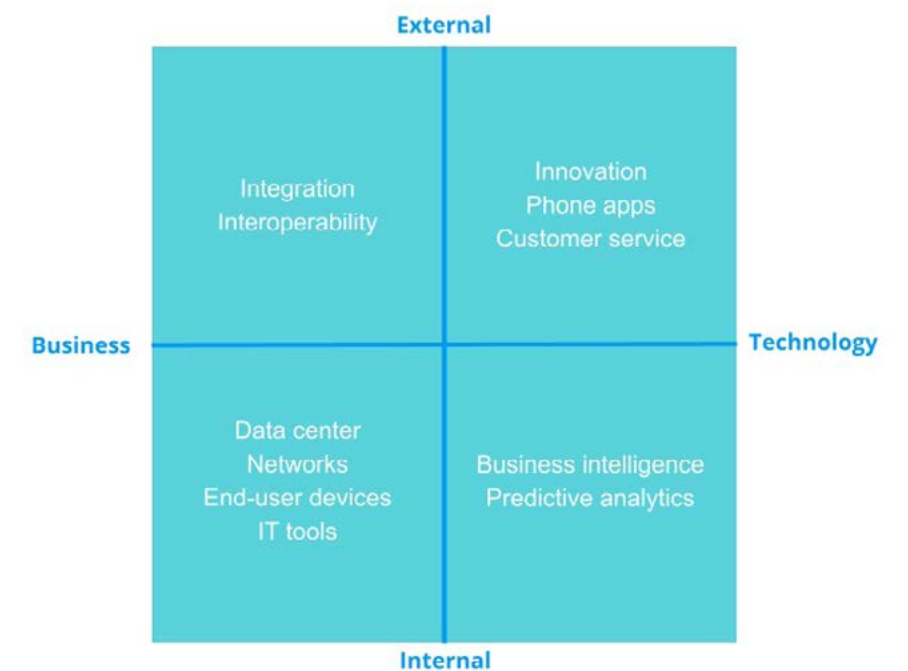 External
Integration
Interoperability
Innovation
Phone apps
Customer service
Business
Technology
Data center
Networks
End-user devices
IT tools
Business intelligence
Predictive analytics
Internal